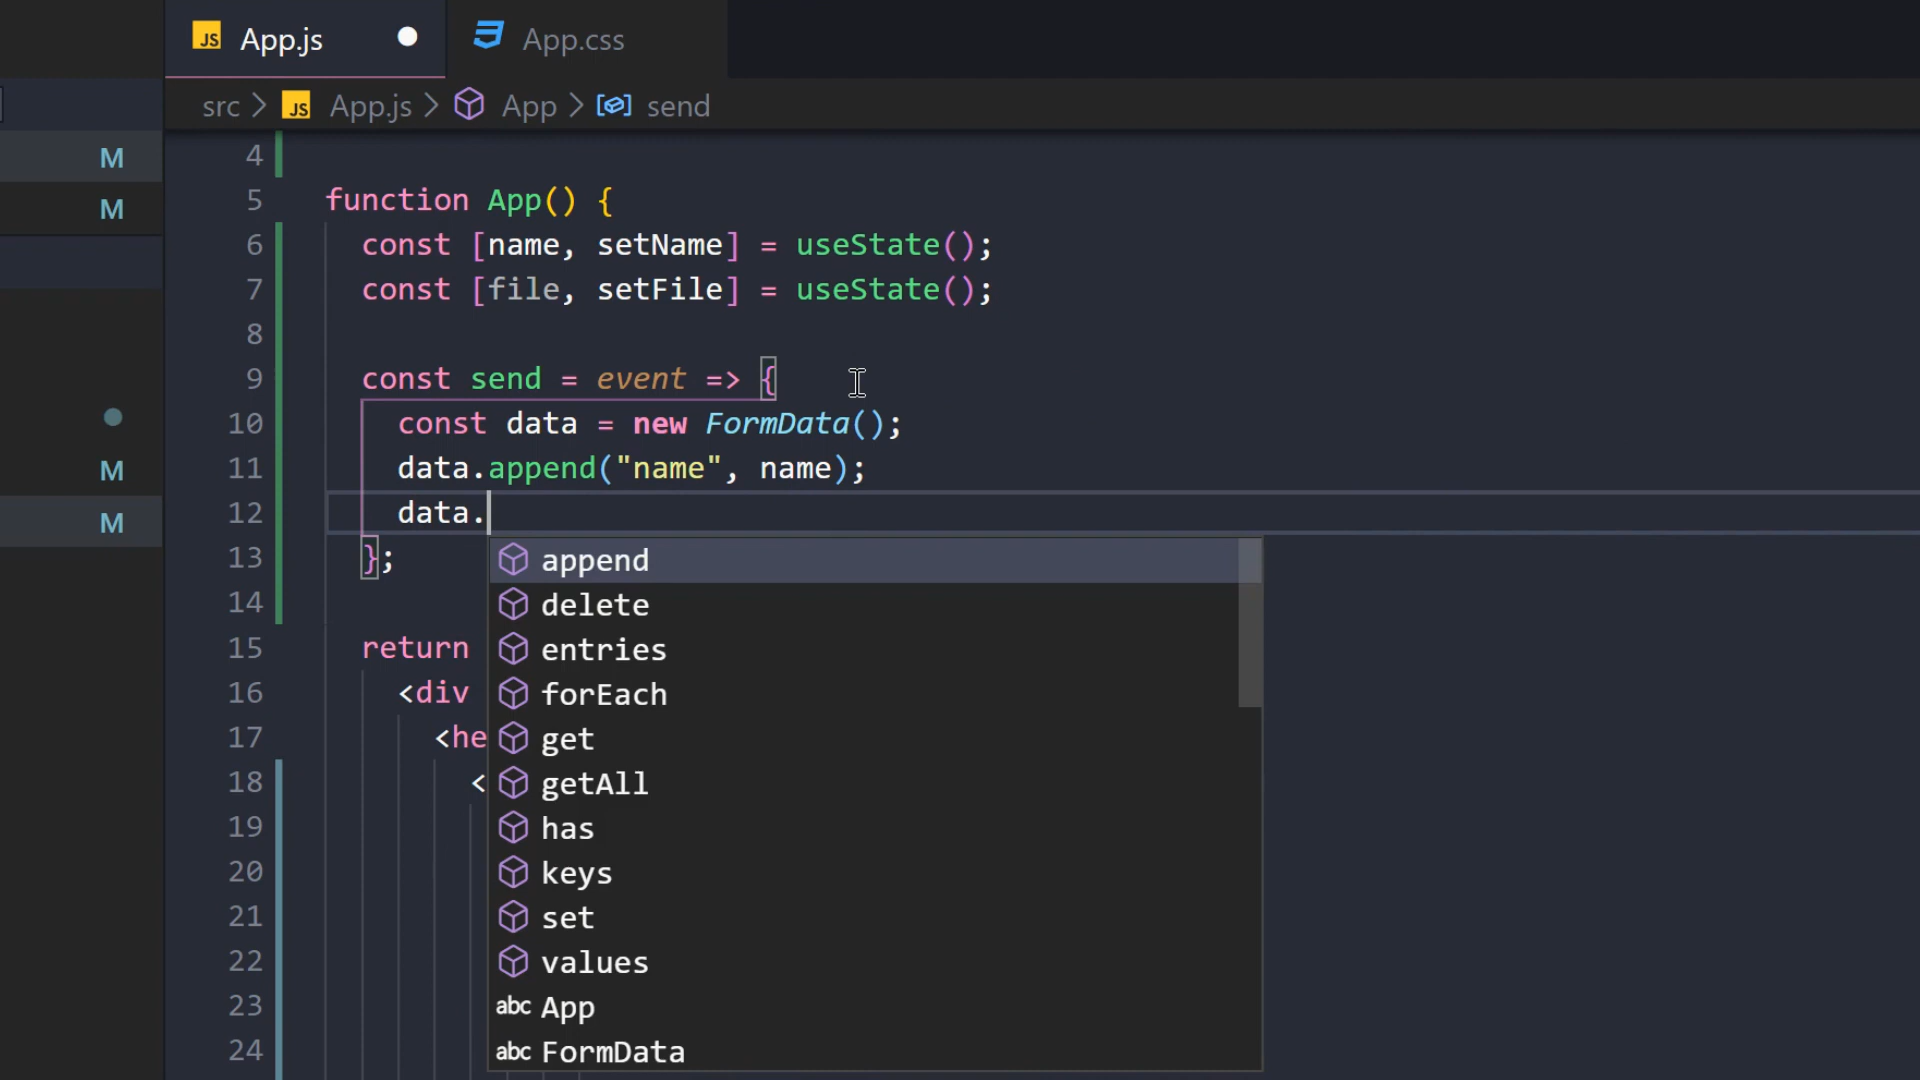 JS App.js App.css
src > JS App.js > App > send
M
M
M
M
4
5 function App() {
6 const [name, setName] = useState();
7 const [file, setFile] = useState();
8
9 const send = event => {
10 const data = new FormData();
11 data.append("name", name);
12 data.
13 };
14
15 return
16 <div
17 <he
18 <
19
20
21
22
23
24
append
delete
entries
forEach
get
getAll
has
keys
set
values
abc App
abc FormData